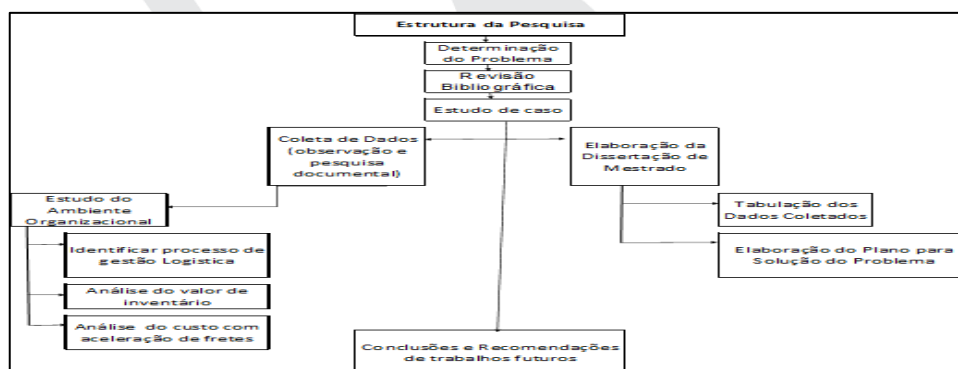 Estrutura da Pesquisa
Determinação
do Problema
Revisão
Bibliográfica
Estudo de caso
Coleta de Dados
(observação e
pesquisa
documental)
Elaboração da
Dissertação de
Mestrado
Estudo do
Ambiente
Organizacional
Tabulação dos
Dados Coletados
Identificar processo de
gestão Logistica
Elaboração do Plano para
Solução do Problema
Análise do valor de
inventário
Análise do custo com
aceleração de fretes
Conclusões e Recomendações
de trabalhos futuros